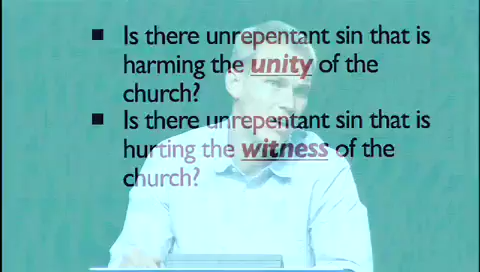 ■ Is there unrepentant sin that is
harming the unity of the
church?
■ Is there unrepentant sin that is
hurting the witness of the
church?